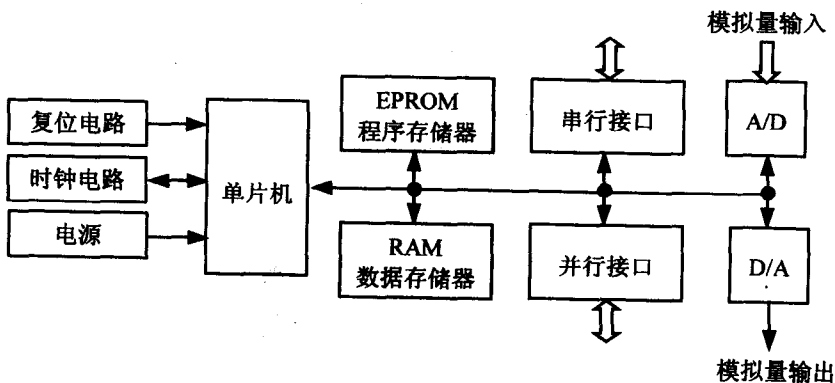 模拟量输入
复位电路
时钟电路
电源
单片机
EPROM
程序存储器
RAM
数据存储器
串行接口
并行接口
A/D
D/A
模拟量输出